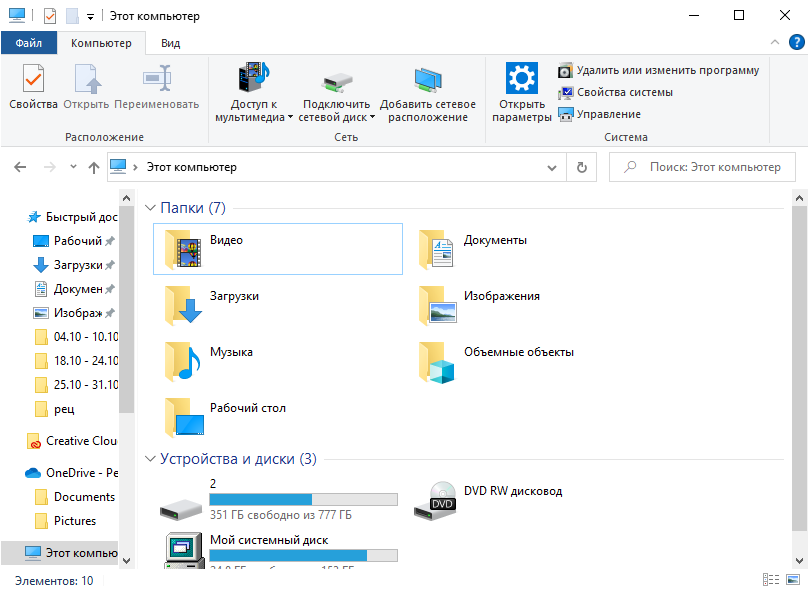 Этот компьютер
Файл
Компьютер
Вид
?
Свойства
Открыть
Переименовать
Доступ к мультимедиа
Подключить сетевой диск
Добавить сетевое расположение
Открыть параметры
Удалить или изменить программу
Свойства системы
Управление
Расположение
Сеть
Система
Этот компьютер
Поиск: Этот компьютер
Быстрый дос
Рабочий
Загрузки
Докумен
Изображ
04.10 - 10.10
18.10 - 24.10
25.10 - 31.10
рец
Creative Clou
OneDrive - Pe
Documents
Pictures
Этот компью
Папки (7)
Видео
Документы
Загрузки
Изображения
Музыка
Объемные объекты
Рабочий стол
Устройства и диски (3)
2
351 ГБ свободно из 777 ГБ
DVD
DVD RW дисковод
Мой системный диск
Элементов: 10